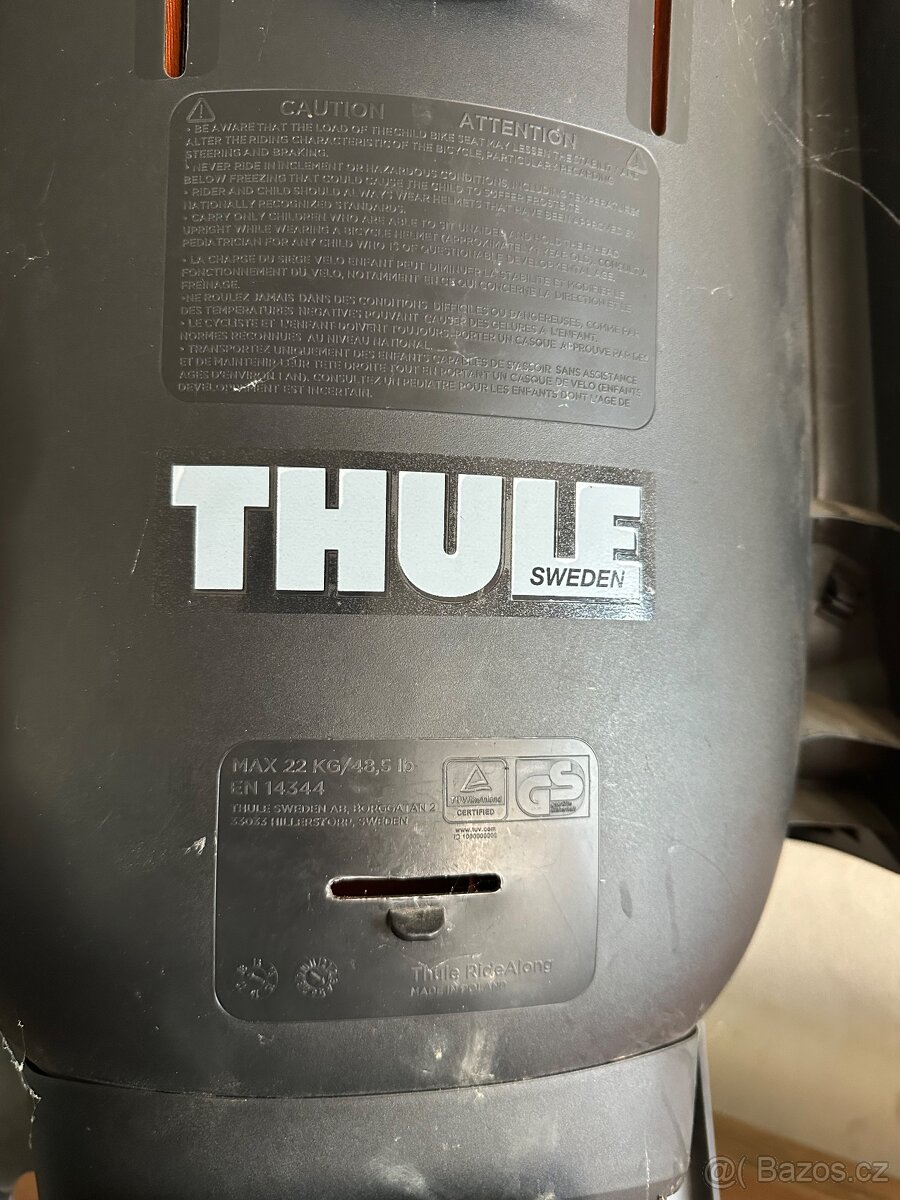 CAUTION ATTENTION
• BE AWARE THAT THE LOAD OF THE CHILD BIKE SEAT MAY LESSEN THE STABILITY AND
ALTER THE RIDING CHARACTERISTIC OF THE BICYCLE, PARTICULARLY REGARDING
STEERING AND BRAKING.
• NEVER RIDE IN INCLEMENT OR HAZARDOUS CONDITIONS, INCLUDING TEMPERATURES
BELOW FREEZING THAT COULD CAUSE THE CHILD TO SUFFER FROSTBITE.
• RIDER AND CHILD SHOULD ALWAYS WEAR HELMETS THAT HAVE BEEN APPROVED BY
NATIONALLY RECOGNIZED STANDARDS.
• CARRY ONLY CHILDREN WHO ARE ABLE TO SIT UNAIDED AND HOLD THEIR HEAD
UPRIGHT WHILE WEARING A BICYCLE HELMET (APPROXIMATELY 1 YEAR OLD). CONSULT A
PEDIATRICIAN FOR ANY CHILD WHO IS OF QUESTIONABLE DEVELOPMENTAL AGE.
• LA CHARGE DU SIEGE VELO ENFANT PEUT DIMINUER LA STABILITE ET MODIFIER LE
FONCTIONNEMENT DU VELO, NOTAMMENT EN CE QUI CONCERNE LA DIRECTION ET LE
FREINAGE.
•NE ROULEZ JAMAIS DANS DES CONDITIONS DIFFICILES OU DANGEREUSES, COMME PAR
DES TEMPERATURES NEGATIVES POUVANT CAUSER DES GELURES A L'ENFANT.
• LE CYCLISTE ET L'ENFANT DOIVENT TOUJOURS PORTER UN CASQUE APPROUVE PAR DES
NORMES RECONNUES AU NIVEAU NATIONAL.
• TRANSPORTEZ UNIQUEMENT DES ENFANTS CAPABLES DE S'ASSOIR SANS ASSISTANCE
ET DE MAINTENIR LEUR TETE DROITE TOUT EN PORTANT UN CASQUE DE VELO (ENFANTS
AGES D'ENVIRON 1 AN). CONSULTEZ UN PEDIATRE POUR LES ENFANTS DONT L'AGE DE
DEVELOPMENT EST INCERTAIN.
THULE
SWEDEN
MAX 22 KG/48,5 lb
EN 14344
THULE SWEDEN AB, BORGGATAN 2
33033 HILLERSTORP, SWEDEN
TÜVRheinland
CERTIFIED
GS
www.tuv.com
ID 1000000000
Thule RideAlong
MADE IN POLAND
@( Bazoš.cz